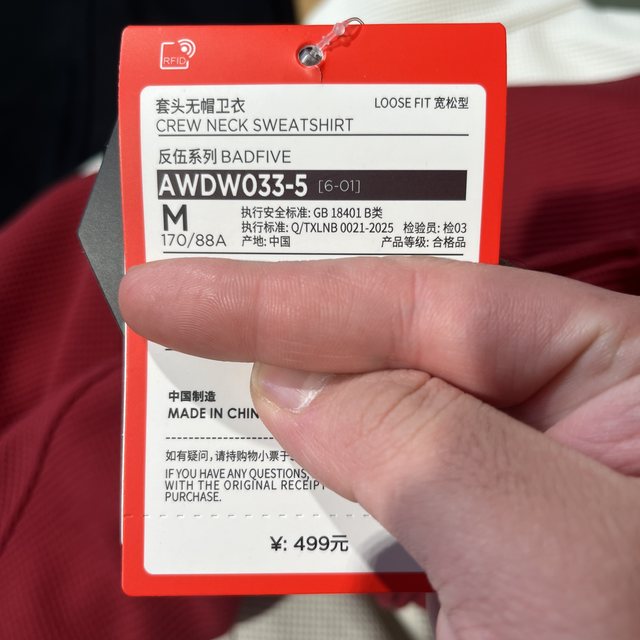 RFID
套头无帽卫衣 LOOSE FIT 宽松型
CREW NECK SWEATSHIRT
反伍系列 BADFIVE
AWDW033-5 [6-01]
M 执行安全标准: GB 18401 B类
170/88A 执行标准: Q/TXLNB 0021-2025 检验员: 检03
产地: 中国 产品等级: 合格品
中国制造
MADE IN CHIN
如有疑问，请持购物小票于
IF YOU HAVE ANY QUESTIONS,
WITH THE ORIGINAL RECEIPT
PURCHASE.
¥: 499元